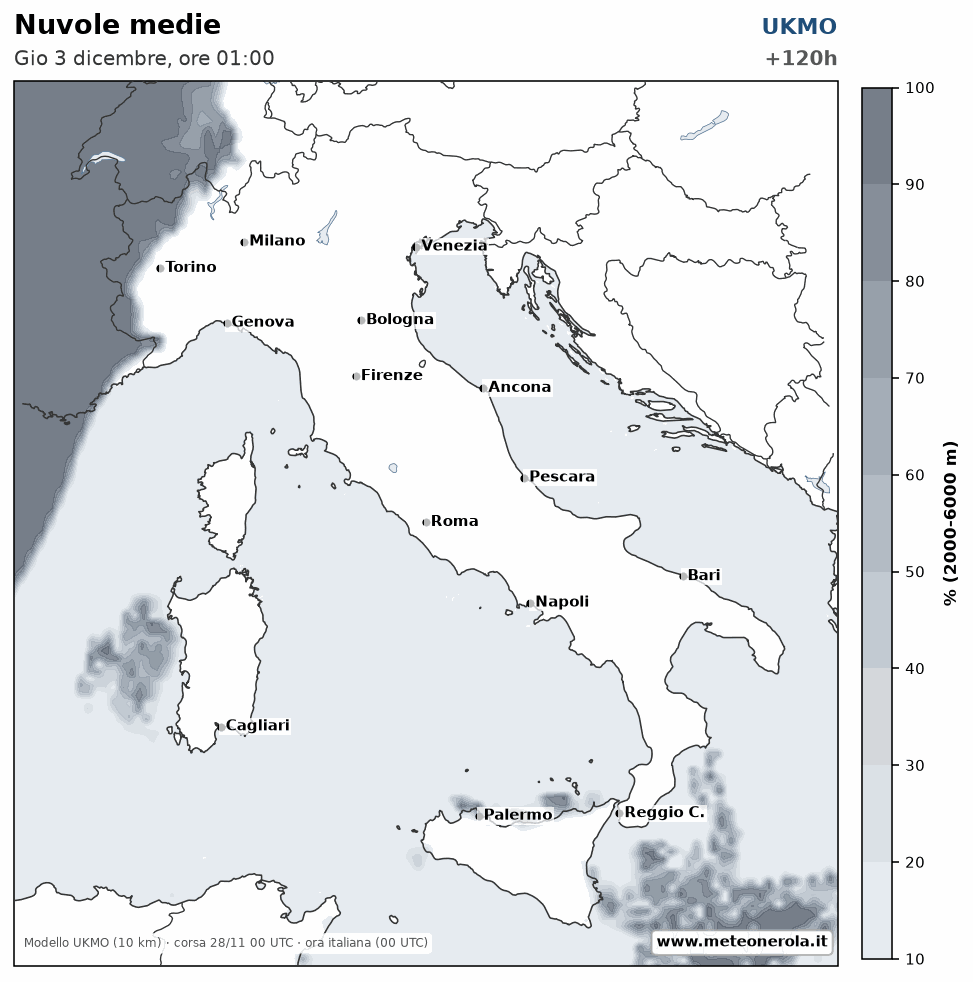 Nuvole medie
UKMO
Gio 3 dicembre, ore 01:00
+120h
Milano
Venezia
Torino
Genova
Bologna
Firenze
Ancona
Pescara
Roma
Bari
Napoli
Cagliari
Palermo
Reggio C.
Modello UKMO (10 km) · corsa 28/11 00 UTC · ora italiana (00 UTC)
www.meteonerola.it
100
90
80
70
60
50
40
30
20
10
% (2000-6000 m)